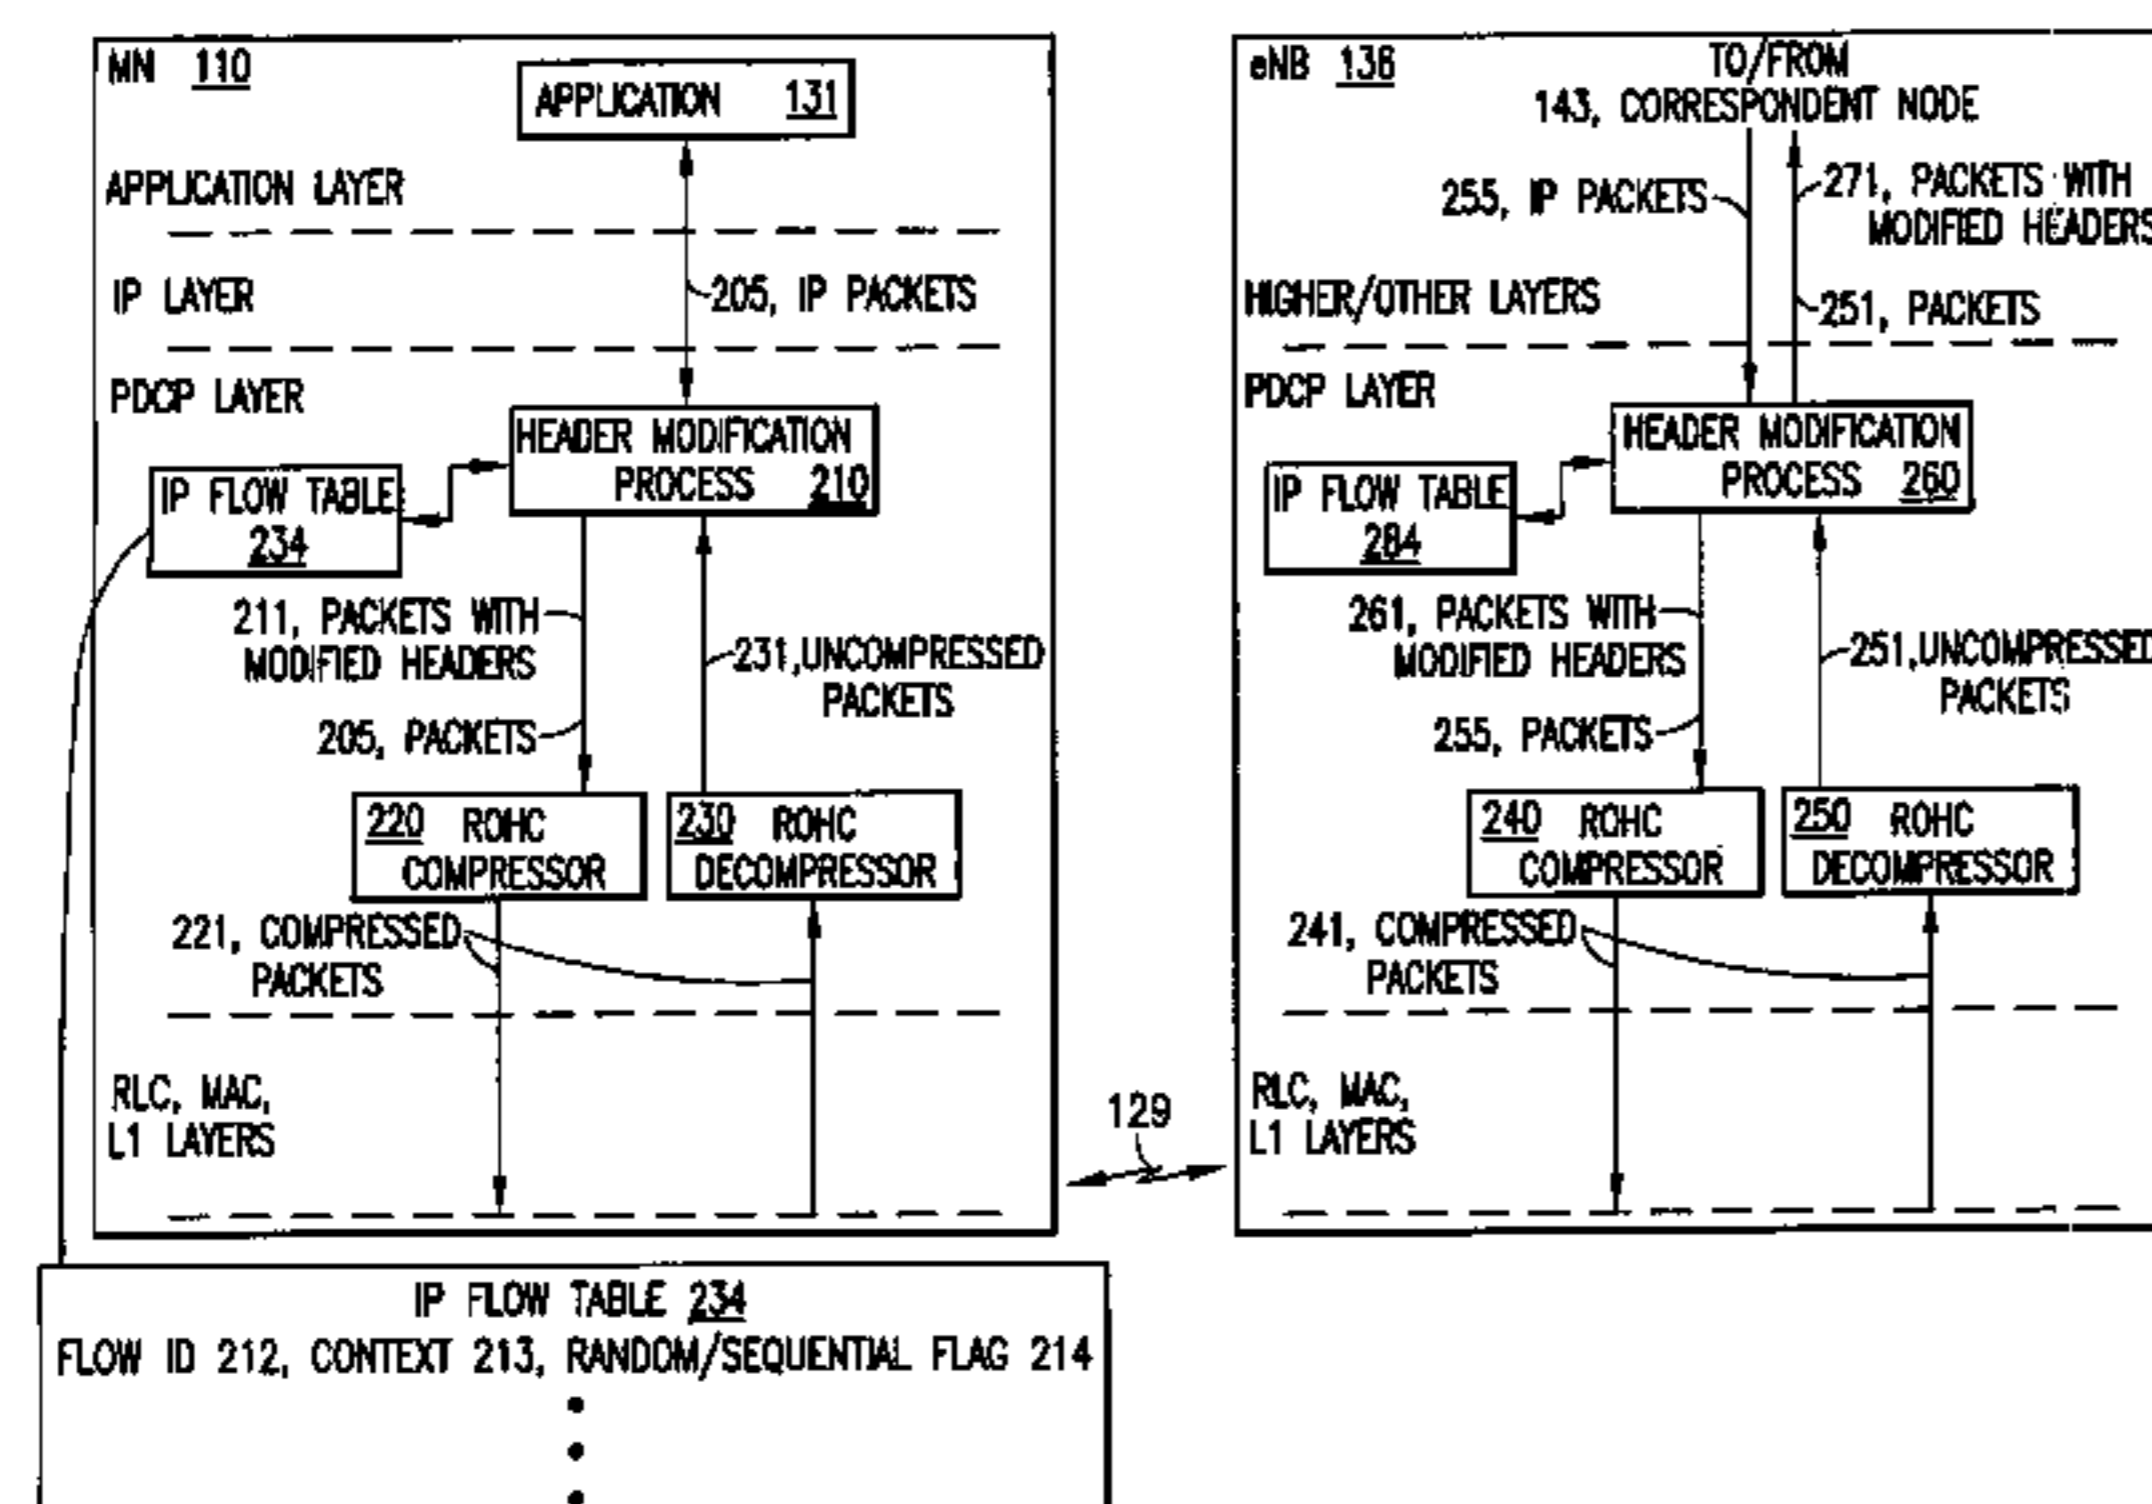 MN 110
APPLICATION 131
APPLICATION LAYER
IP LAYER
205, IP PACKETS
PDCP LAYER
HEADER MODIFICATION
PROCESS 210
IP FLOW TABLE
234
211, PACKETS WITH
MODIFIED HEADERS
231, UNCOMPRESSED
PACKETS
205, PACKETS
220 ROHC
COMPRESSOR
230 ROHC
DECOMPRESSOR
221, COMPRESSED
PACKETS
RLC, MAC,
L1 LAYERS
129
eNB 136
TO/FROM
143, CORRESPONDENT NODE
255, IP PACKETS
271, PACKETS WITH
MODIFIED HEADERS
HIGHER/OTHER LAYERS
251, PACKETS
PDCP LAYER
HEADER MODIFICATION
PROCESS 260
IP FLOW TABLE
284
261, PACKETS WITH
MODIFIED HEADERS
251, UNCOMPRESSED
PACKETS
255, PACKETS
240 ROHC
COMPRESSOR
250 ROHC
DECOMPRESSOR
241, COMPRESSED
PACKETS
RLC, MAC,
L1 LAYERS
IP FLOW TABLE 234
FLOW ID 212, CONTEXT 213, RANDOM/SEQUENTIAL FLAG 214